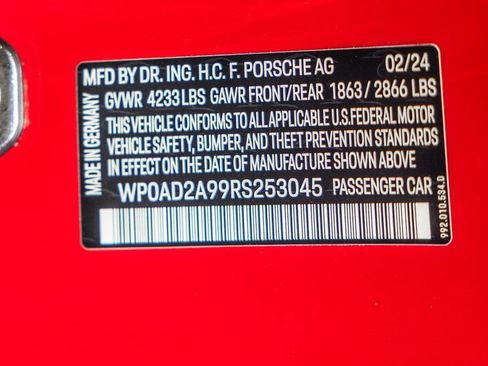 MFD BY DR. ING. H.C. F. PORSCHE AG 02/24
GVWR 4233 LBS GAWR FRONT/REAR 1863 / 2866 LBS
THIS VEHICLE CONFORMS TO ALL APPLICABLE U.S. FEDERAL MOTOR
VEHICLE SAFETY, BUMPER, AND THEFT PREVENTION STANDARDS
IN EFFECT ON THE DATE OF MANUFACTURE SHOWN ABOVE
WP0AD2A99RS253045 PASSENGER CAR
MADE IN GERMANY
992.010.534.D